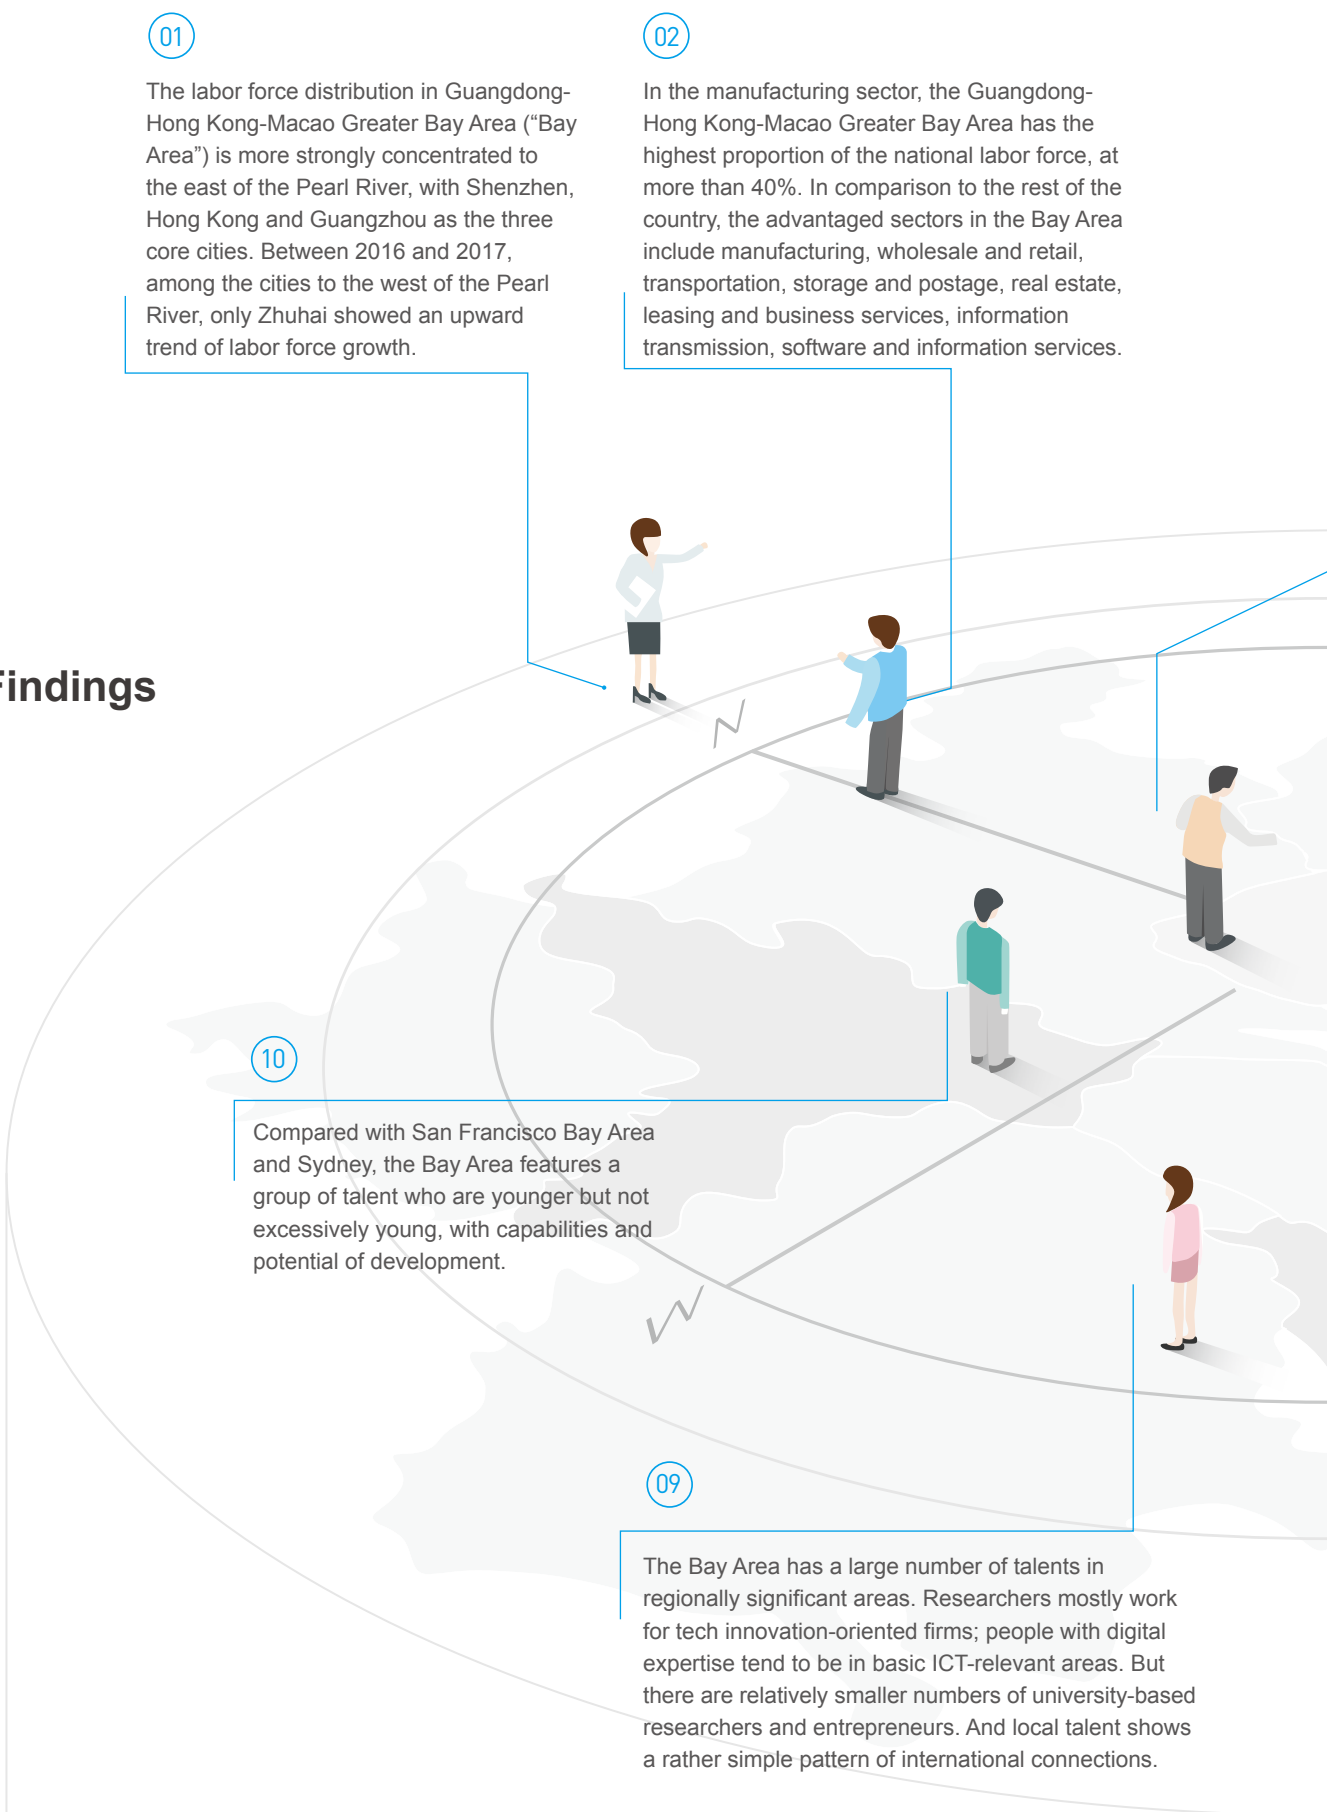 01
The labor force distribution in Guangdong-
Hong Kong-Macao Greater Bay Area (“Bay
Area”) is more strongly concentrated to
the east of the Pearl River, with Shenzhen,
Hong Kong and Guangzhou as the three
core cities. Between 2016 and 2017,
among the cities to the west of the Pearl
River, only Zhuhai showed an upward
trend of labor force growth.
02
In the manufacturing sector, the Guangdong-
Hong Kong-Macao Greater Bay Area has the
highest proportion of the national labor force, at
more than 40%. In comparison to the rest of the
country, the advantaged sectors in the Bay Area
include manufacturing, wholesale and retail,
transportation, storage and postage, real estate,
leasing and business services, information
transmission, software and information services.
Findings
N
10
Compared with San Francisco Bay Area
and Sydney, the Bay Area features a
group of talent who are younger but not
excessively young, with capabilities and
potential of development.
W
09
The Bay Area has a large number of talents in
regionally significant areas. Researchers mostly work
for tech innovation-oriented firms; people with digital
expertise tend to be in basic ICT-relevant areas. But
there are relatively smaller numbers of university-based
researchers and entrepreneurs. And local talent shows
a rather simple pattern of international connections.